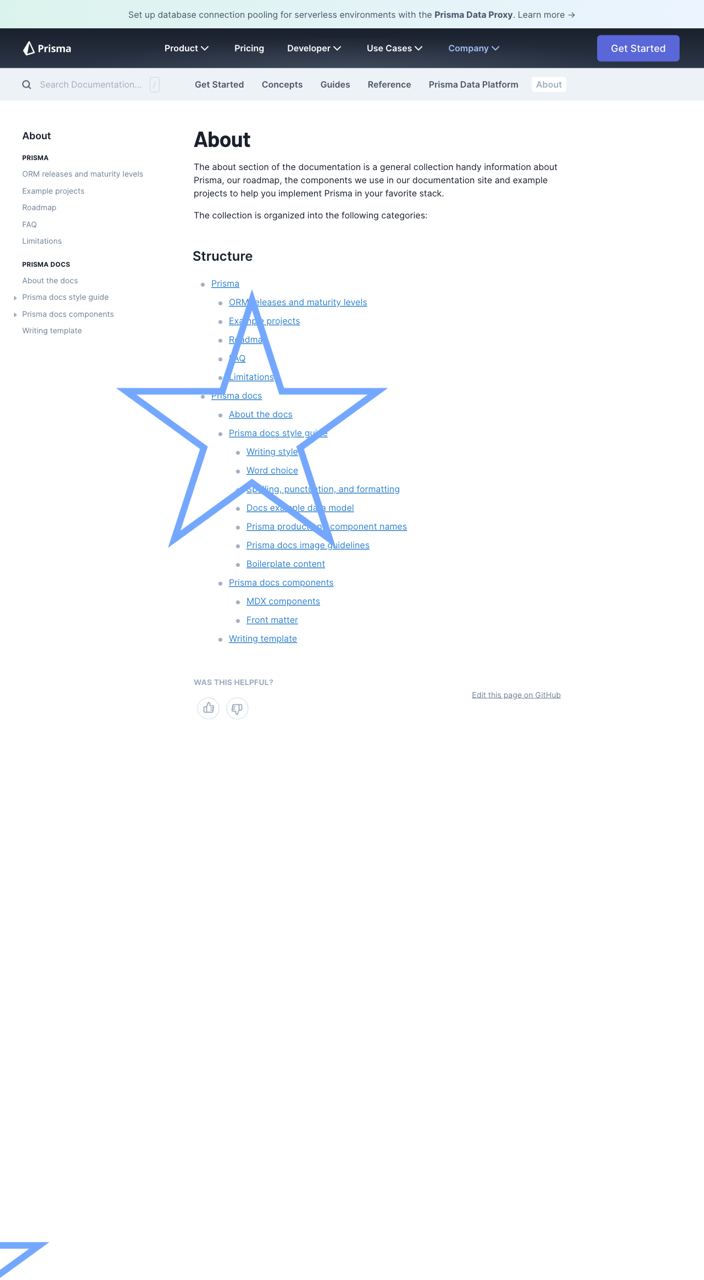 Set up database connection pooling for serverless environments with the Prisma Data Proxy. Learn more →
Prisma
Product
Pricing
Developer
Use Cases
Company
Get Started
Search Documentation... /
Get Started
Concepts
Guides
Reference
Prisma Data Platform
About
About
PRISMA
ORM releases and maturity levels
Example projects
Roadmap
FAQ
Limitations
PRISMA DOCS
About the docs
Prisma docs style guide
Prisma docs components
Writing template
About
The about section of the documentation is a general collection handy information about
Prisma, our roadmap, the components we use in our documentation site and example
projects to help you implement Prisma in your favorite stack.
The collection is organized into the following categories:
Structure
Prisma
ORM releases and maturity levels
Example projects
Roadmap
FAQ
Limitations
Prisma docs
About the docs
Prisma docs style guide
Writing style
Word choice
Spelling, punctuation, and formatting
Docs example data model
Prisma product and component names
Prisma docs image guidelines
Boilerplate content
Prisma docs components
MDX components
Front matter
Writing template
WAS THIS HELPFUL?
Edit this page on GitHub